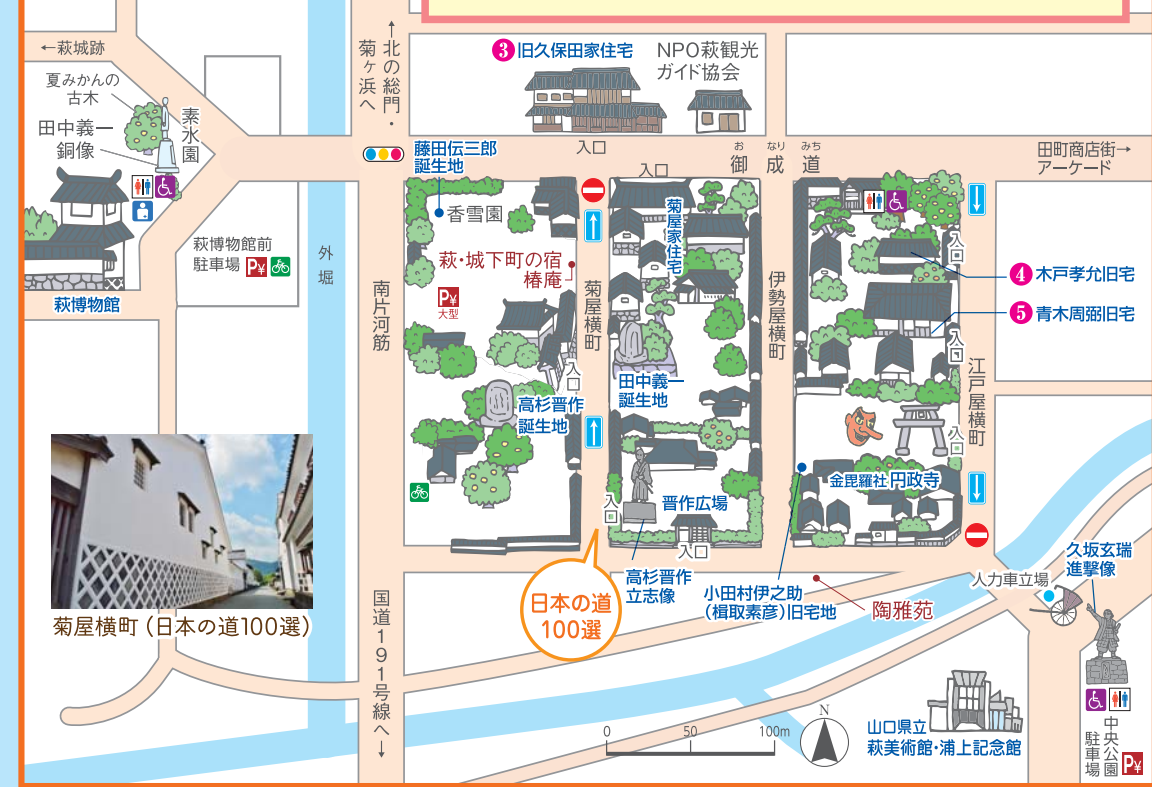 ←萩城跡
夏みかんの
古木
田中義一
銅像
素水園
萩博物館
萩博物館前
駐車場
P¥
外堀
←北の総門・
菊ヶ浜へ
南片河筋
国道191号線へ→
❸旧久保田家住宅
NPO萩観光
ガイド協会
入口
入口
御成道
お なり みち
田町商店街→
アーケード
藤田伝三郎
誕生地
香雪園
萩・城下町の宿
椿庵
P¥
大型
菊屋横町
入口
高杉晋作
誕生地
菊屋家住宅
田中義一
誕生地
入口
晋作広場
入口
高杉晋作
立志像
伊勢屋横町
入口
❹木戸孝允旧宅
❺青木周弼旧宅
入口
江戸屋横町
入口
金毘羅社 円政寺
小田村伊之助
（楫取素彦）旧宅地
陶雅苑
日本の道
100選
菊屋横町（日本の道100選）
人力車立場
久坂玄瑞
進撃像
中央公園
駐車場
P¥
山口県立
萩美術館・浦上記念館
N
0 50 100m